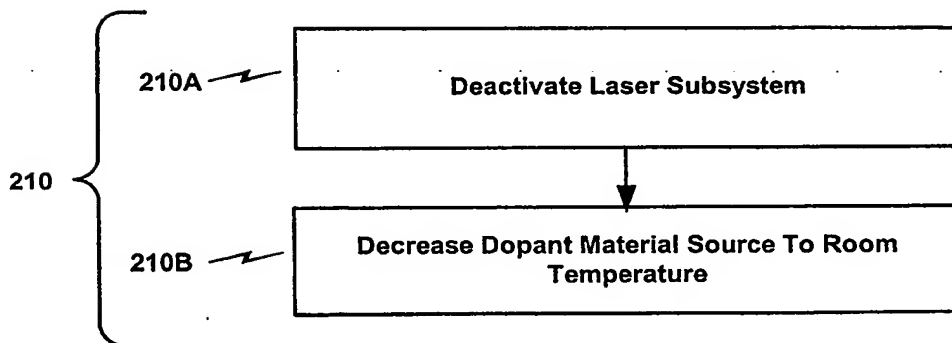 210A
Deactivate Laser Subsystem
210
210B
Decrease Dopant Material Source To Room
Temperature